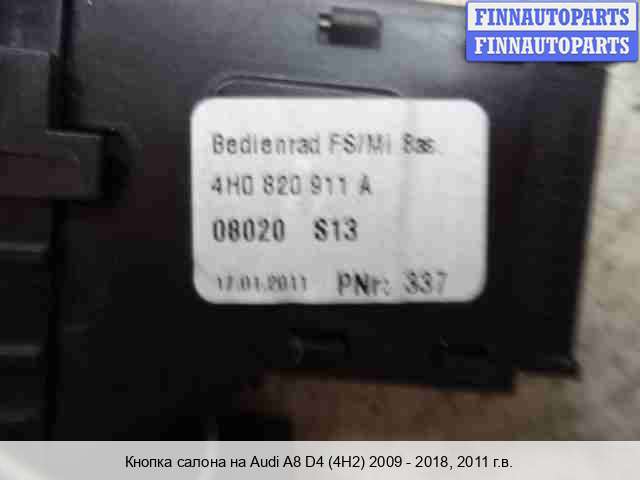 FINNAUTOPARTS
FINNAUTOPARTS
Bedienrad FS/Mi Bas.
4H0 820 911 A
08020 S13
17.01.2011 PNr: 337
Кнопка салона на Audi A8 D4 (4H2) 2009 - 2018, 2011 г.в.